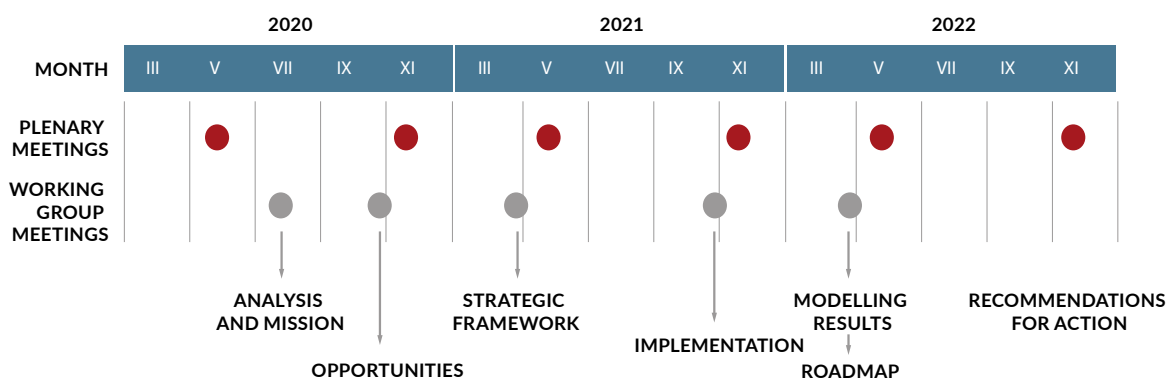 2020 2021 2022
MONTH III V VII IX XI III V VII IX XI III V VII IX XI
PLENARY
MEETINGS
WORKING
GROUP
MEETINGS
ANALYSIS
AND MISSION
STRATEGIC
FRAMEWORK
MODELLING
RESULTS
RECOMMENDATIONS
FOR ACTION
IMPLEMENTATION
OPPORTUNITIES
ROADMAP